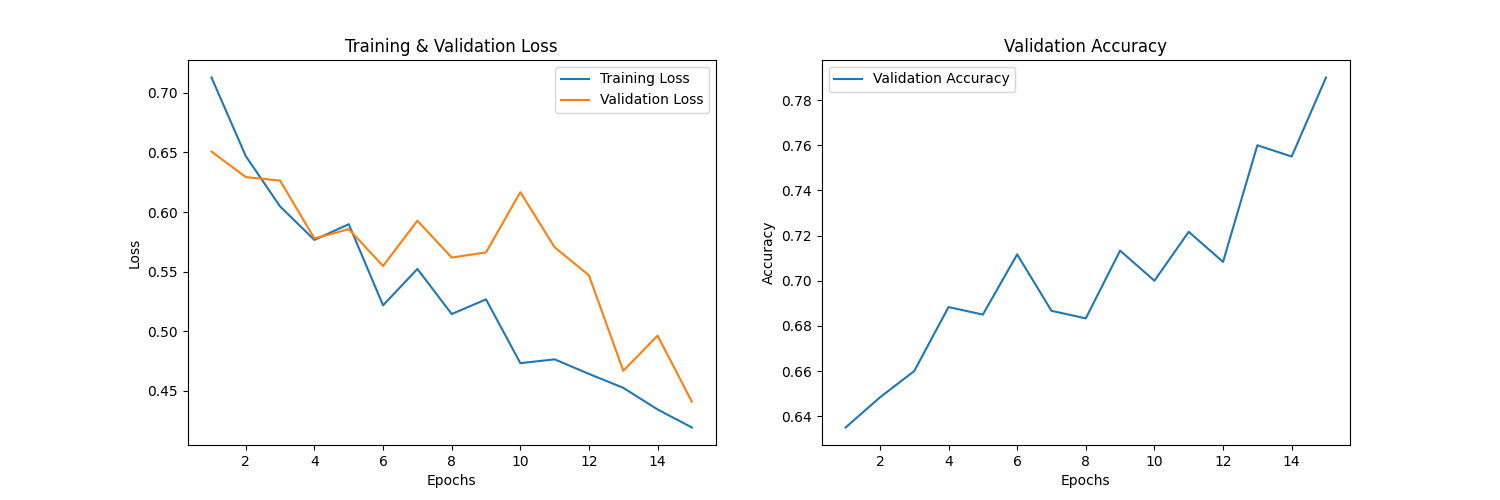 Training & Validation Loss
Training Loss
Validation Loss
0.70
0.65
0.60
0.55
0.50
0.45
Loss
2 4 6 8 10 12 14
Epochs
Validation Accuracy
Validation Accuracy
0.78
0.76
0.74
0.72
0.70
0.68
0.66
0.64
Accuracy
2 4 6 8 10 12 14
Epochs